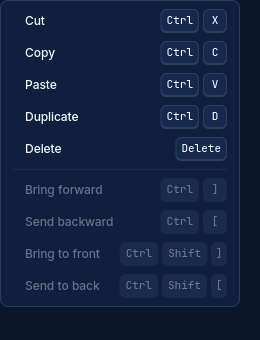 Cut Ctrl X
Copy Ctrl C
Paste Ctrl V
Duplicate Ctrl D
Delete Delete
Bring forward Ctrl ]
Send backward Ctrl [
Bring to front Ctrl Shift ]
Send to back Ctrl Shift [